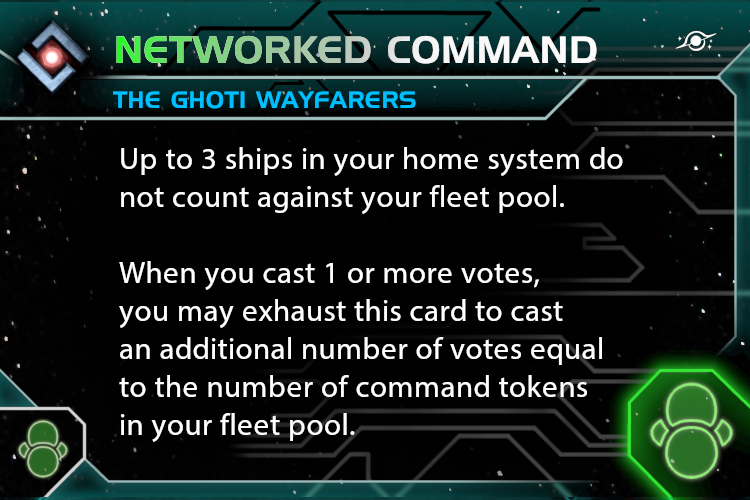 NETWORKED COMMAND
THE GHOTI WAYFARERS
Up to 3 ships in your home system do
not count against your fleet pool.
When you cast 1 or more votes,
you may exhaust this card to cast
an additional number of votes equal
to the number of command tokens
in your fleet pool.